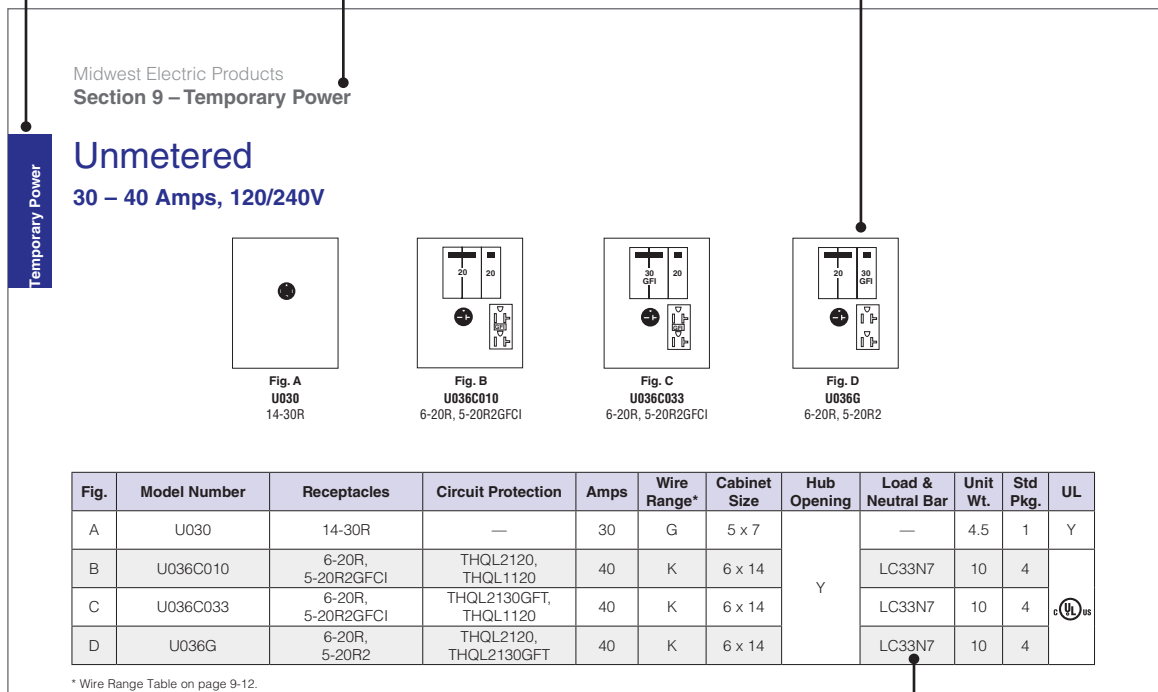 Midwest Electric Products
Section 9 – Temporary Power
Temporary Power
Unmetered
30 – 40 Amps, 120/240V
20 20
GFI
30 GFI 20
GFI
20 30 GFI
Fig. A
U030
14-30R
Fig. B
U036C010
6-20R, 5-20R2GFCI
Fig. C
U036C033
6-20R, 5-20R2GFCI
Fig. D
U036G
6-20R, 5-20R2
Fig. Model Number Receptacles Circuit Protection Amps Wire Range* Cabinet Size Hub Opening Load & Neutral Bar Unit Wt. Std Pkg. UL
A U030 14-30R — 30 G 5 x 7 Y — 4.5 1 Y
B U036C010 6-20R, 5-20R2GFCI THQL2120, THQL1120 40 K 6 x 14 LC33N7 10 4 c UL us
C U036C033 6-20R, 5-20R2GFCI THQL2130GFT, THQL1120 40 K 6 x 14 LC33N7 10 4
D U036G 6-20R, 5-20R2 THQL2120, THQL2130GFT 40 K 6 x 14 LC33N7 10 4
* Wire Range Table on page 9-12.